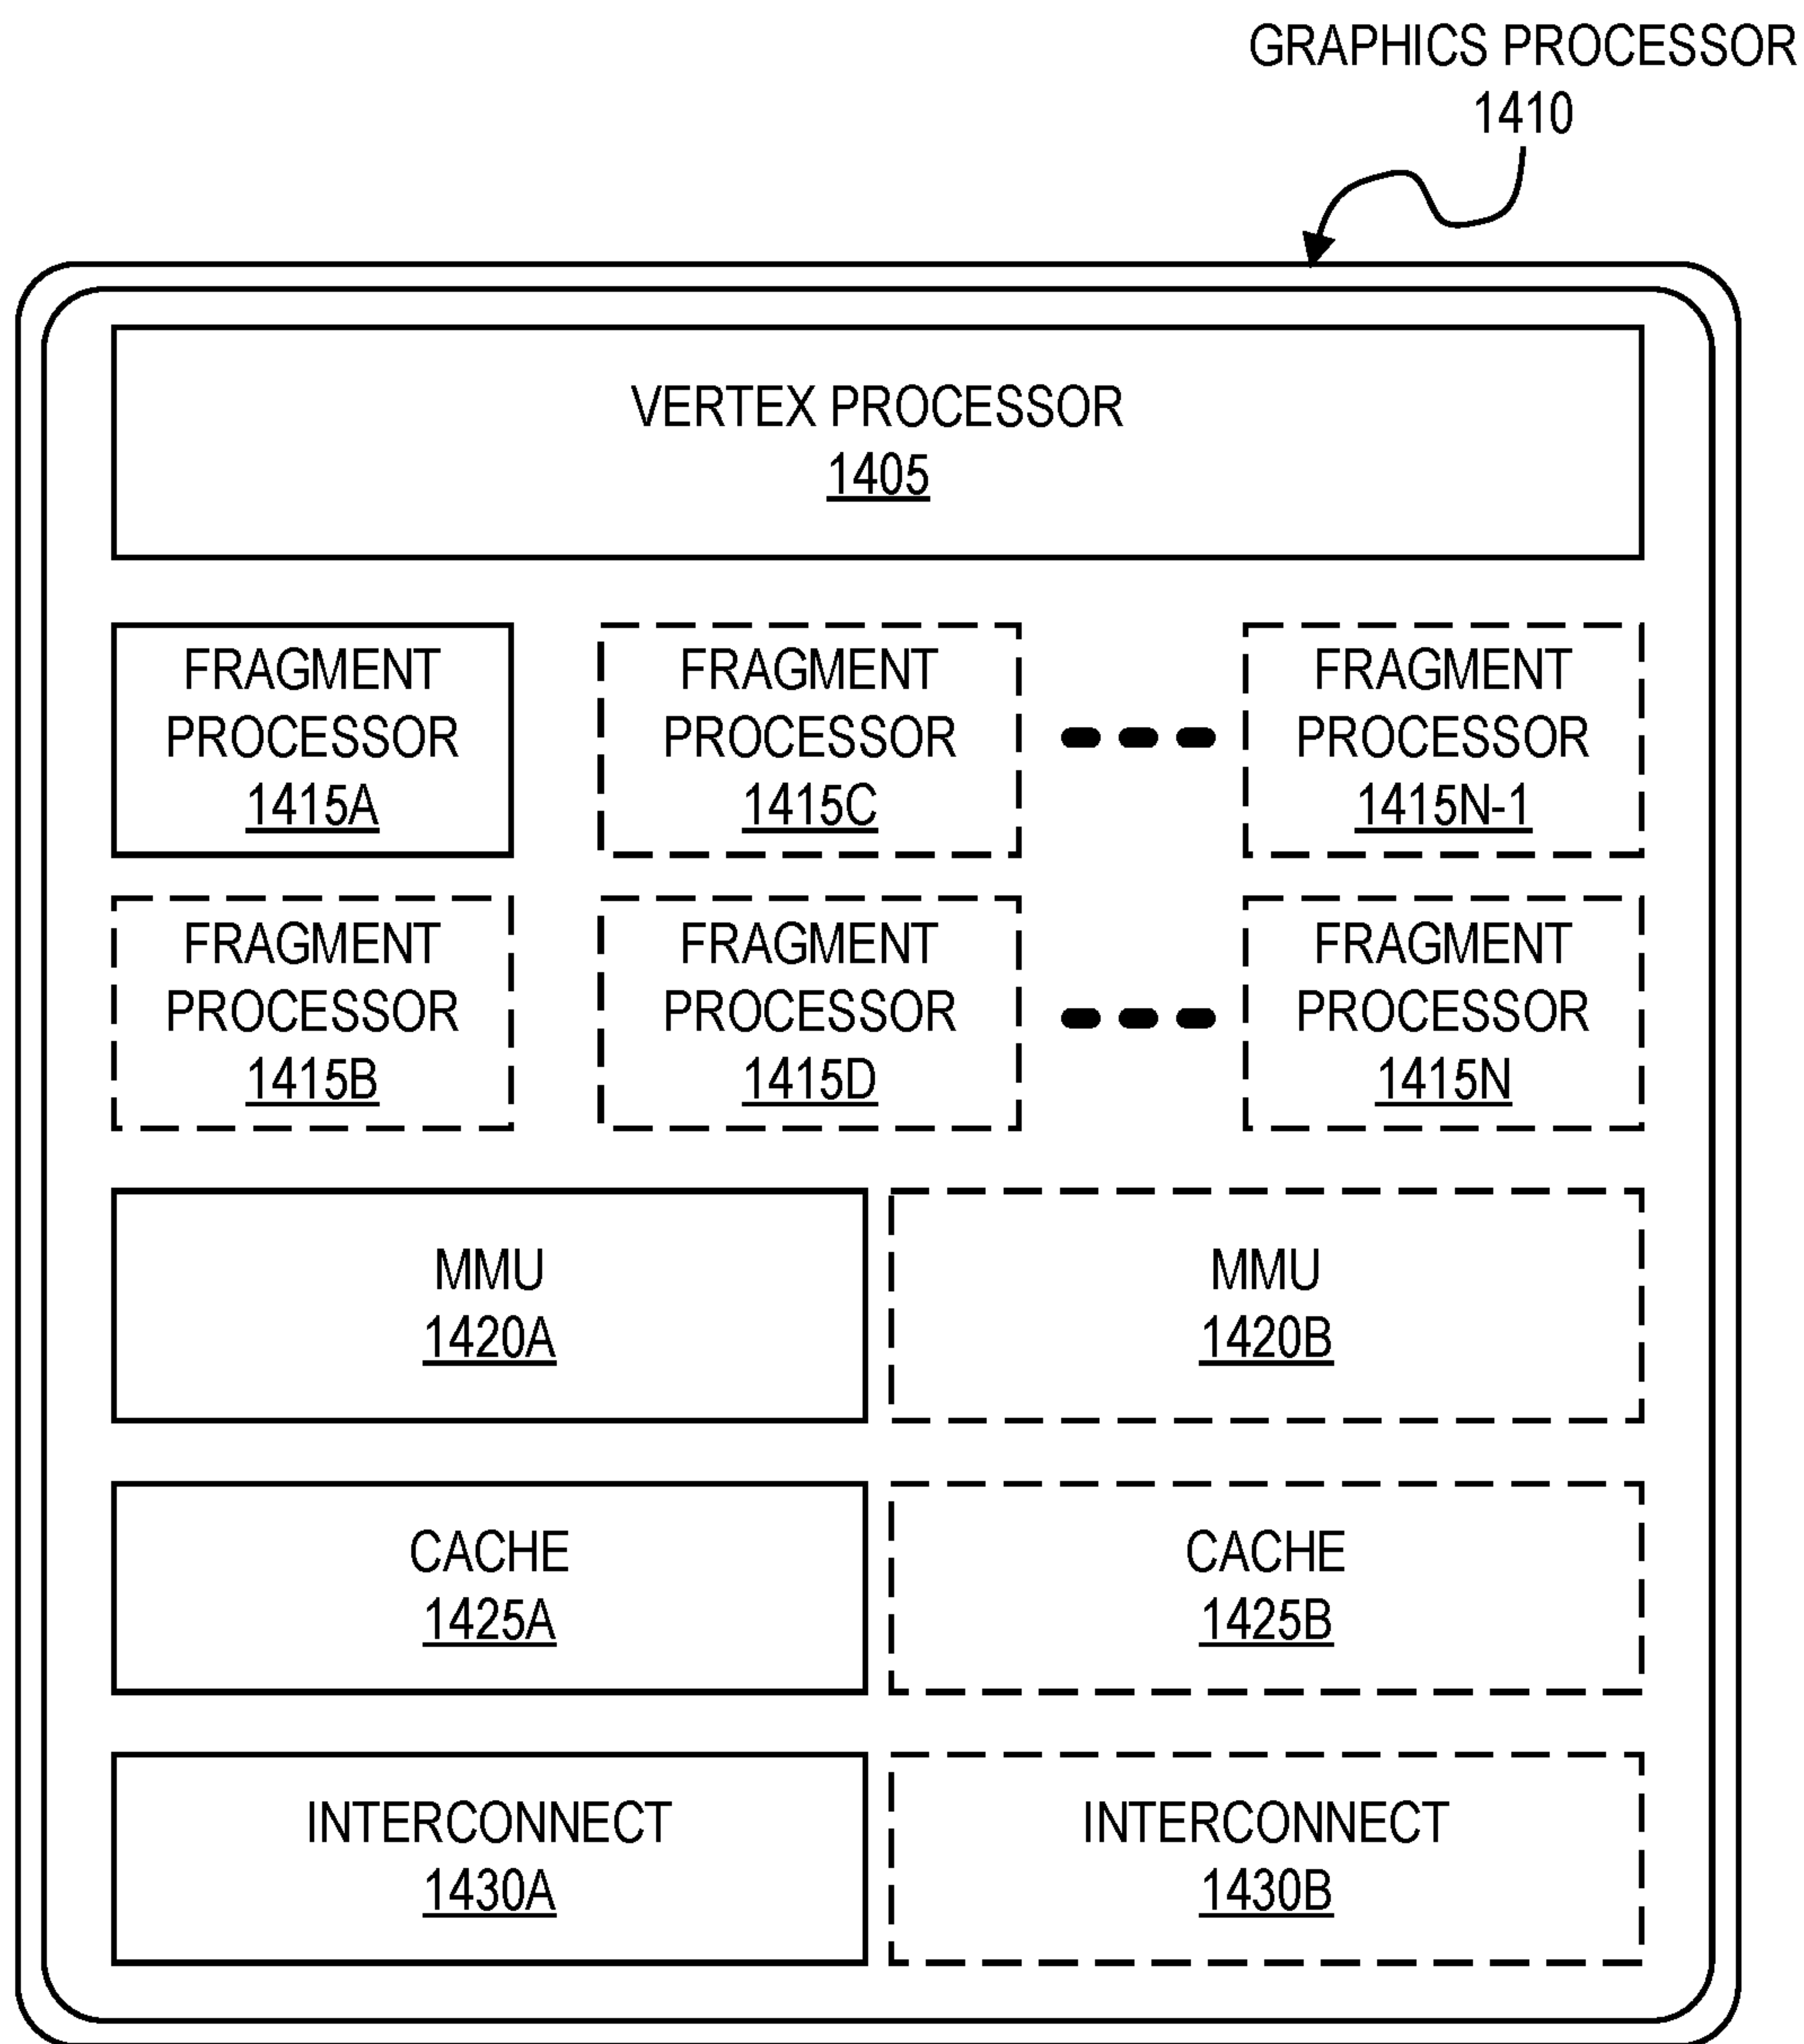 GRAPHICS PROCESSOR
1410
VERTEX PROCESSOR
1405
FRAGMENT
PROCESSOR
1415A
FRAGMENT
PROCESSOR
1415C
FRAGMENT
PROCESSOR
1415N-1
FRAGMENT
PROCESSOR
1415B
FRAGMENT
PROCESSOR
1415D
FRAGMENT
PROCESSOR
1415N
MMU
1420A
MMU
1420B
CACHE
1425A
CACHE
1425B
INTERCONNECT
1430A
INTERCONNECT
1430B